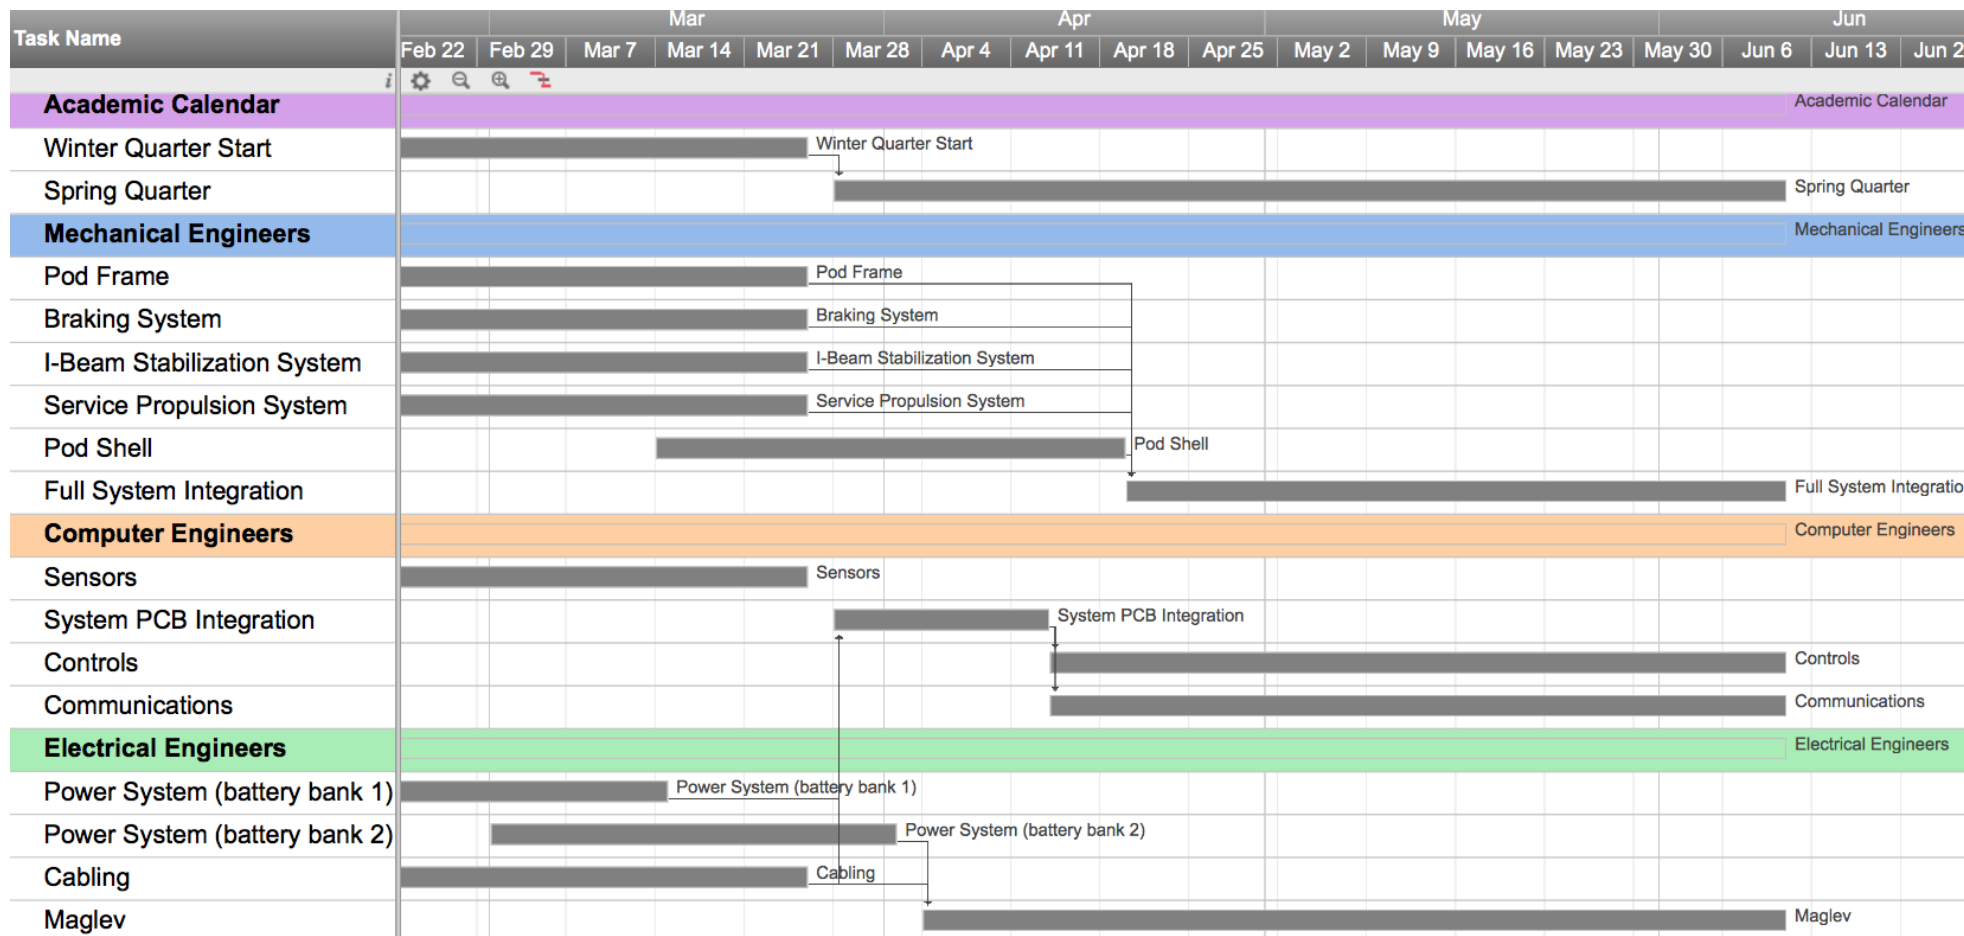 Task Name
Mar Apr May Jun
Feb 22 Feb 29 Mar 7 Mar 14 Mar 21 Mar 28 Apr 4 Apr 11 Apr 18 Apr 25 May 2 May 9 May 16 May 23 May 30 Jun 6 Jun 13 Jun 2
i
Academic Calendar Academic Calendar
Winter Quarter Start Winter Quarter Start
Spring Quarter Spring Quarter
Mechanical Engineers Mechanical Engineers
Pod Frame Pod Frame
Braking System Braking System
I-Beam Stabilization System I-Beam Stabilization System
Service Propulsion System Service Propulsion System
Pod Shell Pod Shell
Full System Integration Full System Integratio
Computer Engineers Computer Engineers
Sensors Sensors
System PCB Integration System PCB Integration
Controls Controls
Communications Communications
Electrical Engineers Electrical Engineers
Power System (battery bank 1) Power System (battery bank 1)
Power System (battery bank 2) Power System (battery bank 2)
Cabling Cabling
Maglev Maglev